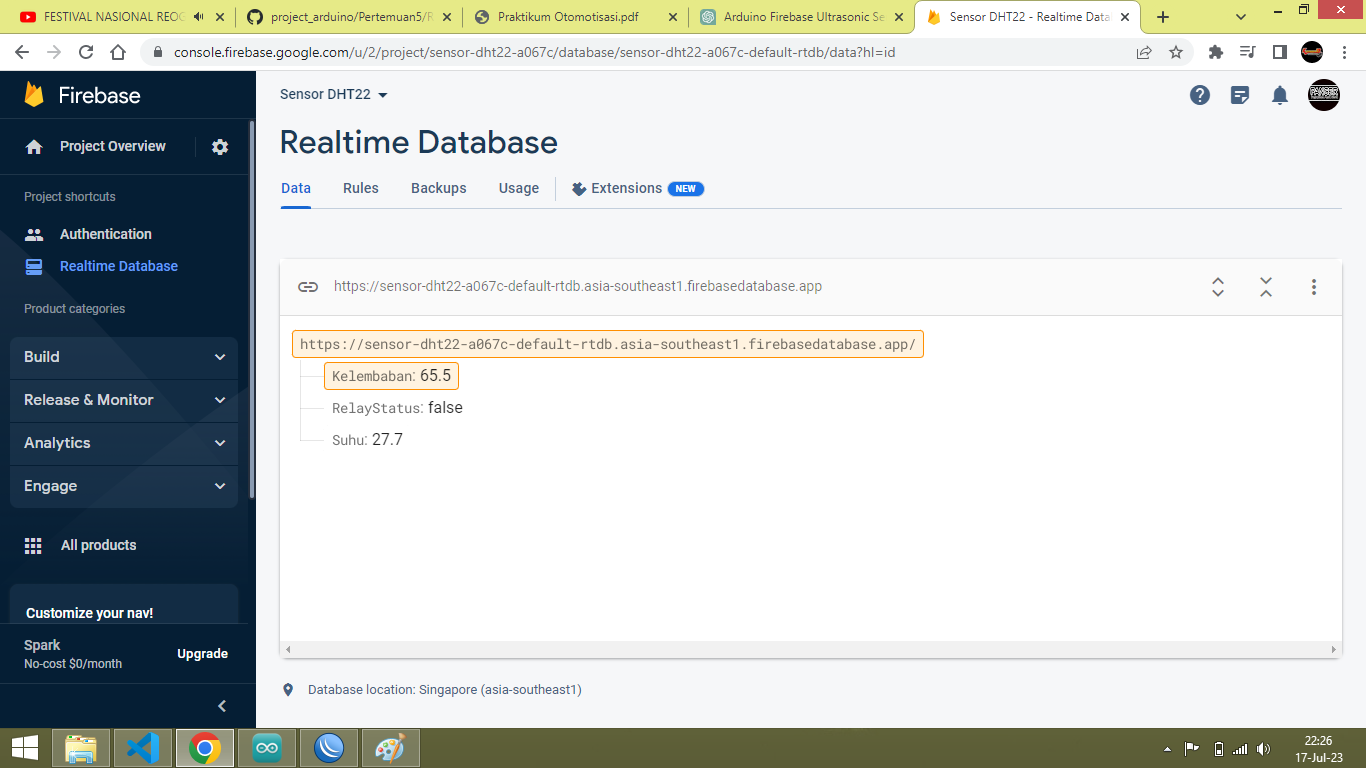 FESTIVAL NASIONAL REOG
project_arduino/Pertemuan5/R
Praktikum Otomotisasi.pdf
Arduino Firebase Ultrasonic Se
Sensor DHT22 - Realtime Data
console.firebase.google.com/u/2/project/sensor-dht22-a067c/database/sensor-dht22-a067c-default-rtdb/data?hl=id
Firebase
Sensor DHT22
Project Overview
Realtime Database
Project shortcuts
Data Rules Backups Usage Extensions NEW
Authentication
Realtime Database
Product categories
https://sensor-dht22-a067c-default-rtdb.asia-southeast1.firebasedatabase.app
Build
Release & Monitor
Analytics
Engage
https://sensor-dht22-a067c-default-rtdb.asia-southeast1.firebasedatabase.app/
Kelembaban: 65.5
RelayStatus: false
Suhu: 27.7
All products
Customize your nav!
Spark
No-cost $0/month
Upgrade
Database location: Singapore (asia-southeast1)
22:26
17-Jul-23